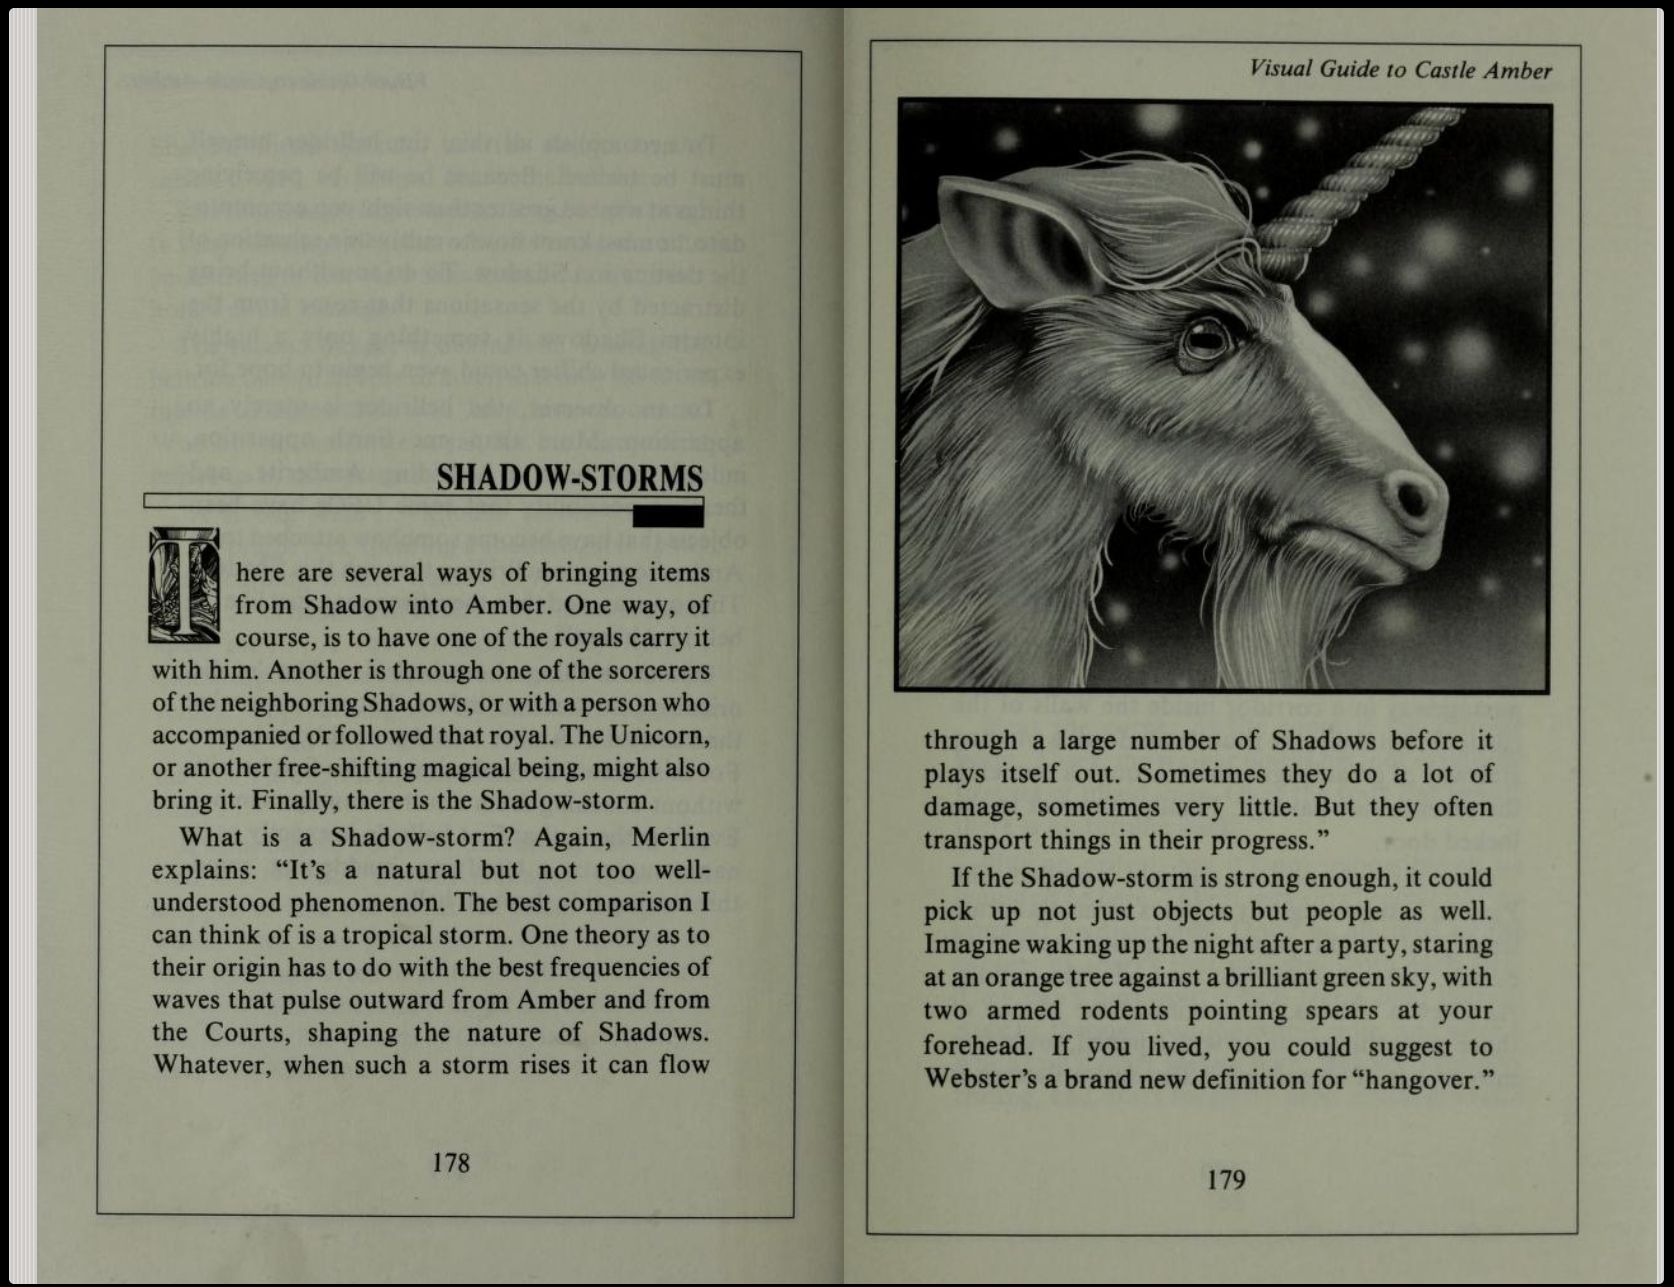 SHADOW-STORMS
There are several ways of bringing items
from Shadow into Amber. One way, of
course, is to have one of the royals carry it
with him. Another is through one of the sorcerers
of the neighboring Shadows, or with a person who
accompanied or followed that royal. The Unicorn,
or another free-shifting magical being, might also
bring it. Finally, there is the Shadow-storm.
What is a Shadow-storm? Again, Merlin
explains: “It’s a natural but not too well-
understood phenomenon. The best comparison I
can think of is a tropical storm. One theory as to
their origin has to do with the best frequencies of
waves that pulse outward from Amber and from
the Courts, shaping the nature of Shadows.
Whatever, when such a storm rises it can flow
178
Visual Guide to Castle Amber
through a large number of Shadows before it
plays itself out. Sometimes they do a lot of
damage, sometimes very little. But they often
transport things in their progress.”
If the Shadow-storm is strong enough, it could
pick up not just objects but people as well.
Imagine waking up the night after a party, staring
at an orange tree against a brilliant green sky, with
two armed rodents pointing spears at your
forehead. If you lived, you could suggest to
Webster’s a brand new definition for “hangover.”
179